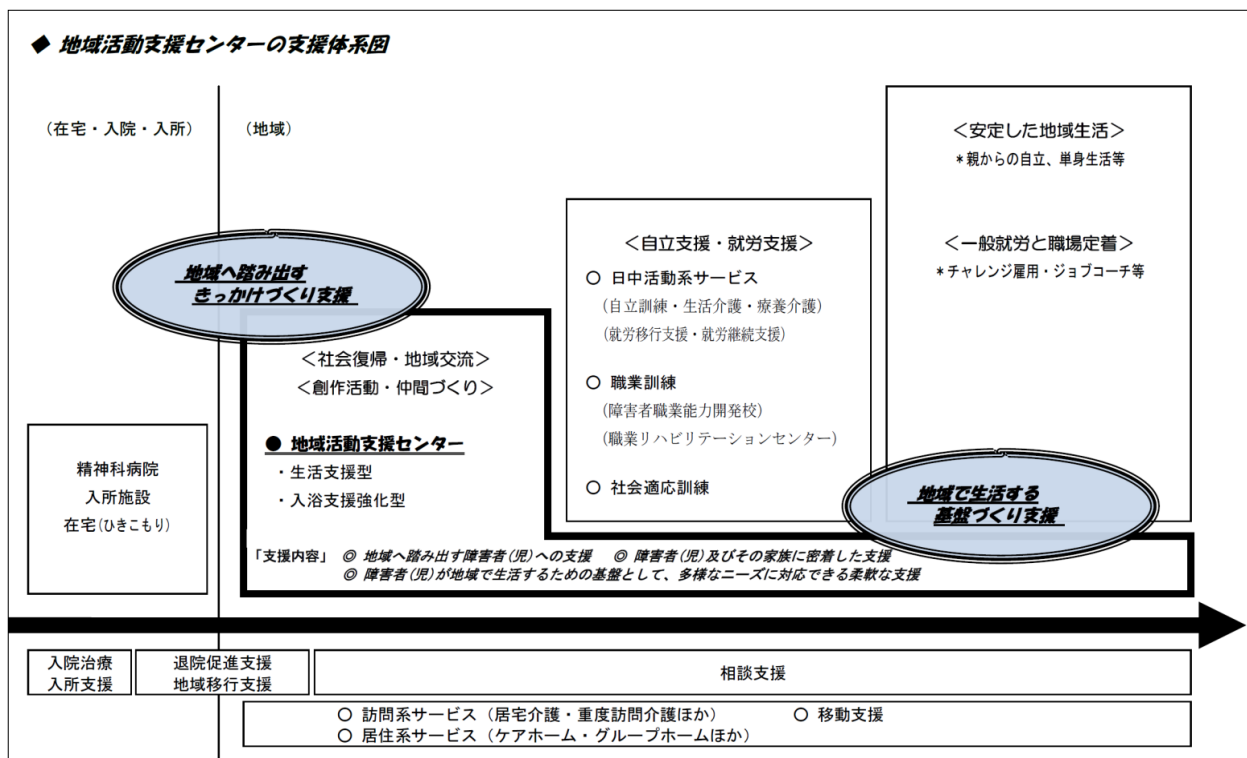 ◆ 地域活動支援センターの支援体系図
(在宅・入院・入所)
(地域)
＜安定した地域生活＞
＊親からの自立、単身生活等
＜一般就労と職場定着＞
＊チャレンジ雇用・ジョブコーチ等
＜自立支援・就労支援＞
○ 日中活動系サービス
(自立訓練・生活介護・療養介護)
(就労移行支援・就労継続支援)
○ 職業訓練
(障害者職業能力開発校)
(職業リハビリテーションセンター)
○ 社会適応訓練
地域へ踏み出す
きっかけづくり支援
＜社会復帰・地域交流＞
＜創作活動・仲間づくり＞
● 地域活動支援センター
・生活支援型
・入浴支援強化型
精神科病院
入所施設
在宅(ひきこもり)
地域で生活する
基盤づくり支援
「支援内容」 ◎ 地域へ踏み出す障害者(児)への支援 ◎ 障害者(児)及びその家族に密着した支援
◎ 障害者(児)が地域で生活するための基盤として、多様なニーズに対応できる柔軟な支援
入院治療
入所支援
退院促進支援
地域移行支援
相談支援
○ 訪問系サービス（居宅介護・重度訪問介護ほか） ○ 移動支援
○ 居住系サービス（ケアホーム・グループホームほか）